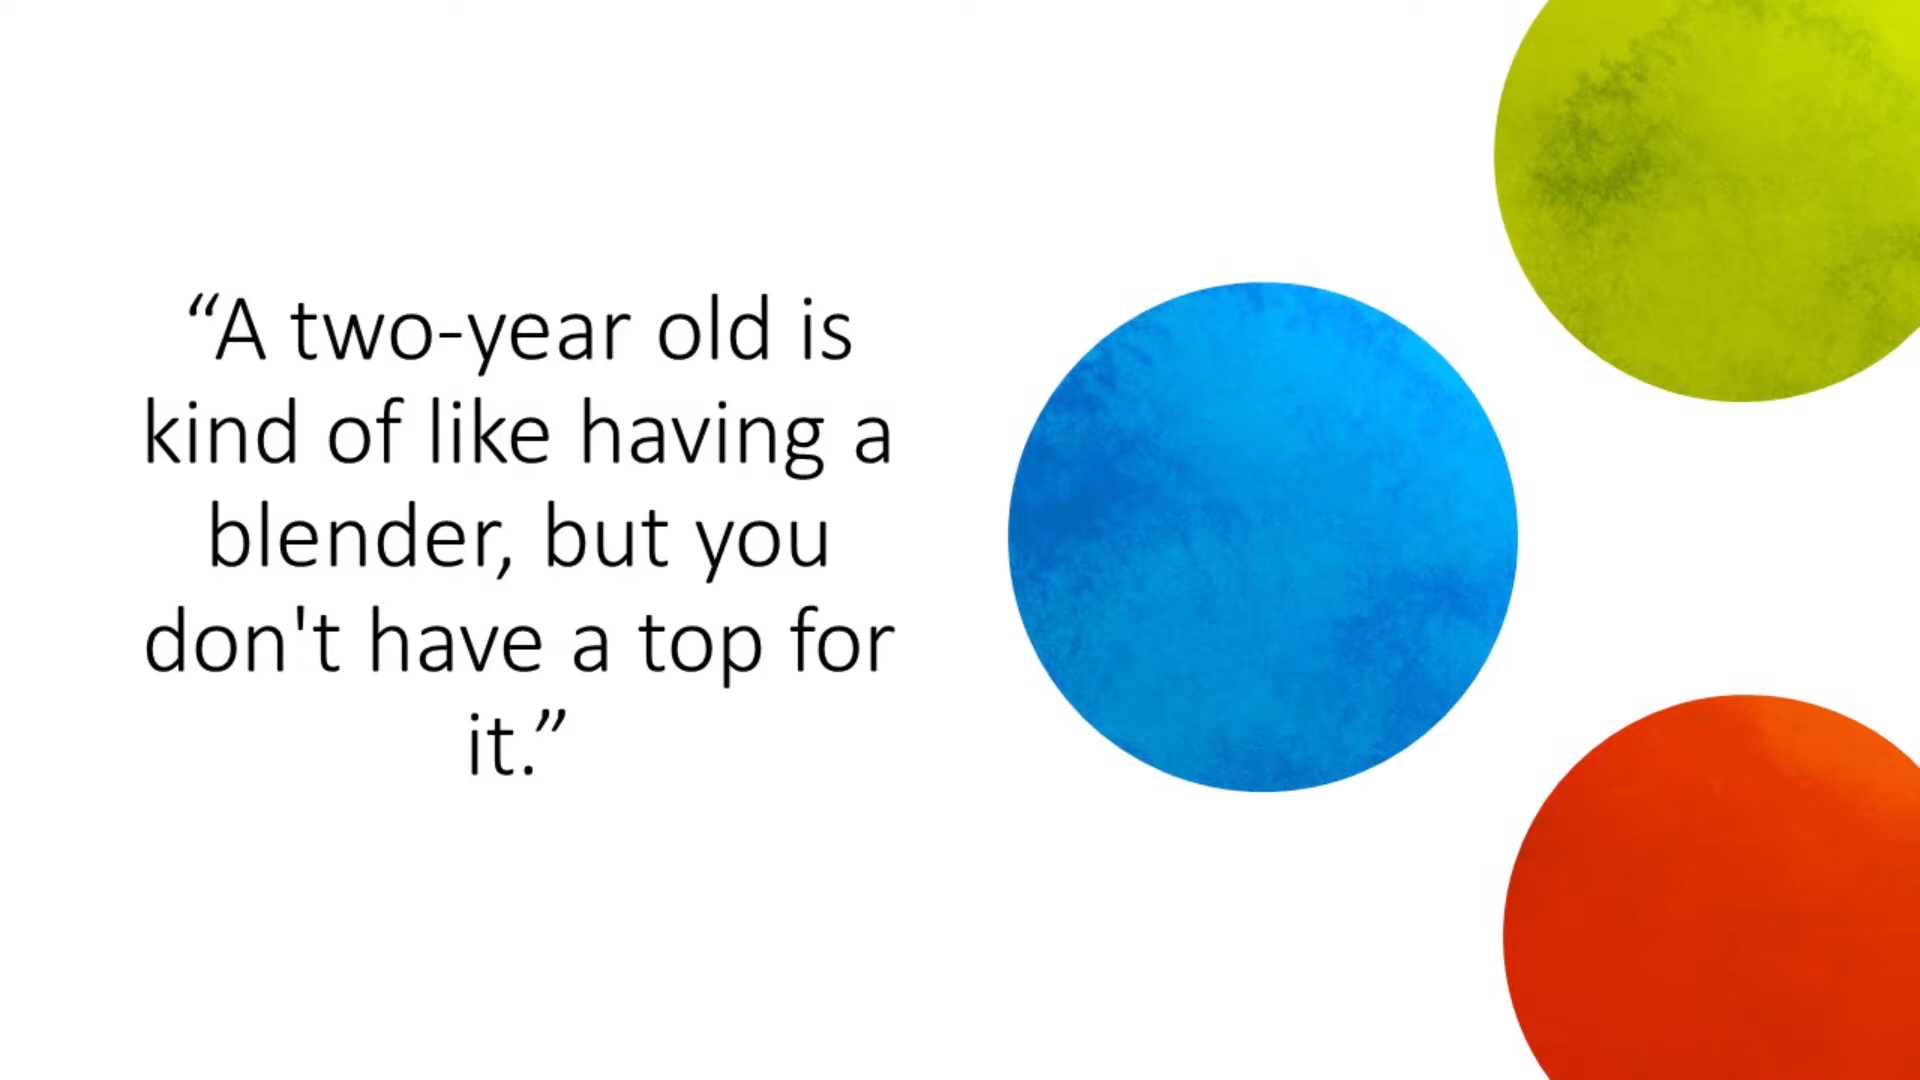 “A two-year old is
kind of like having a
blender, but you
don't have a top for
it.”